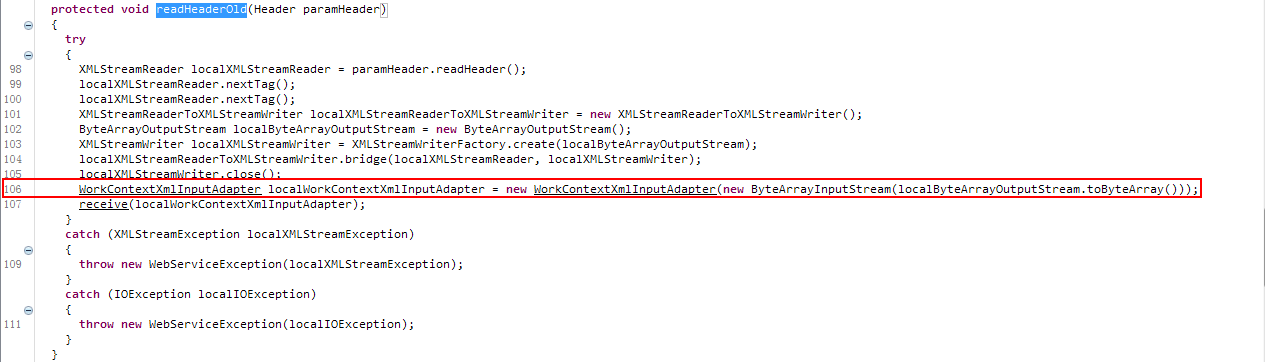 protected void readHeaderOld(Header paramHeader)
{
try
{
98 XMLStreamReader localXMLStreamReader = paramHeader.readHeader();
99 localXMLStreamReader.nextTag();
100 localXMLStreamReader.nextTag();
101 XMLStreamReaderToXMLStreamWriter localXMLStreamReaderToXMLStreamWriter = new XMLStreamReaderToXMLStreamWriter();
102 ByteArrayOutputStream localByteArrayOutputStream = new ByteArrayOutputStream();
103 XMLStreamWriter localXMLStreamWriter = XMLStreamWriterFactory.create(localByteArrayOutputStream);
104 localXMLStreamReaderToXMLStreamWriter.bridge(localXMLStreamReader, localXMLStreamWriter);
105 localXMLStreamWriter.close();
106 WorkContextXmlInputAdapter localWorkContextXmlInputAdapter = new WorkContextXmlInputAdapter(new ByteArrayInputStream(localByteArrayOutputStream.toByteArray()));
107 receive(localWorkContextXmlInputAdapter);
}
catch (XMLStreamException localXMLStreamException)
{
109 throw new WebServiceException(localXMLStreamException);
}
catch (IOException localIOException)
{
111 throw new WebServiceException(localIOException);
}
}